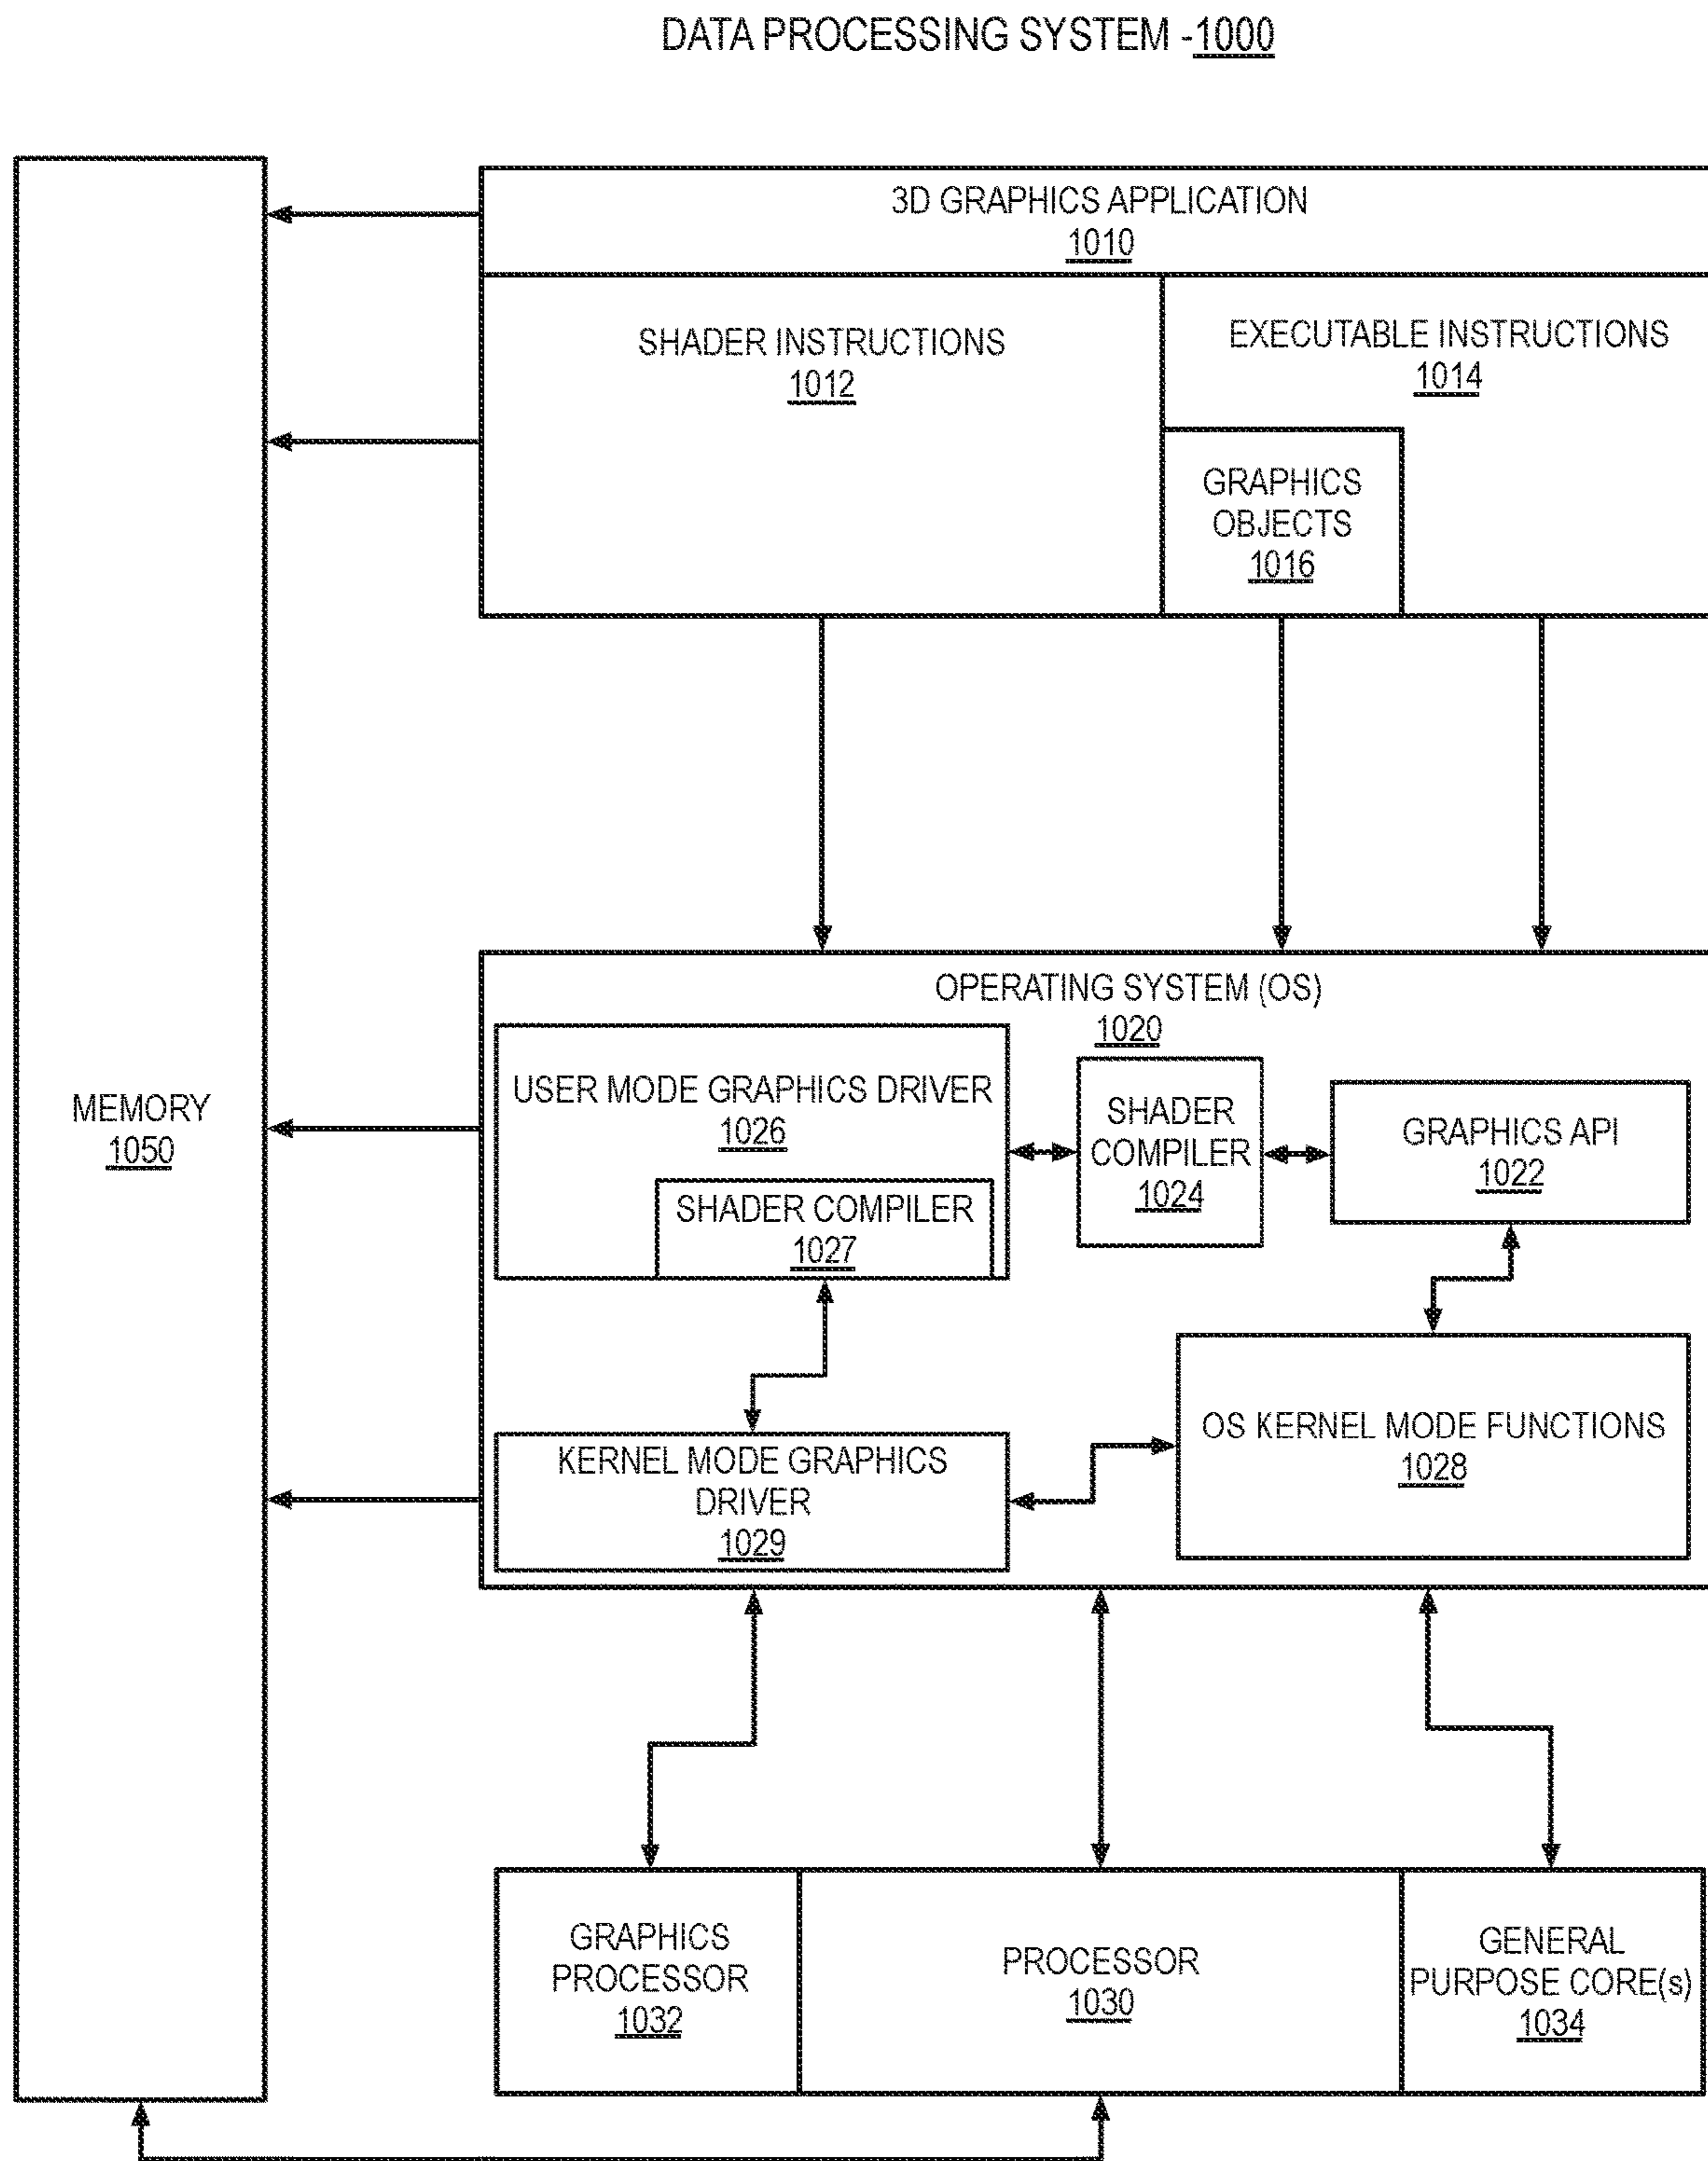 DATA PROCESSING SYSTEM -1000
3D GRAPHICS APPLICATION
1010
SHADER INSTRUCTIONS
1012
EXECUTABLE INSTRUCTIONS
1014
GRAPHICS
OBJECTS
1016
MEMORY
1050
OPERATING SYSTEM (OS)
1020
USER MODE GRAPHICS DRIVER
1026
SHADER COMPILER
1027
SHADER
COMPILER
1024
GRAPHICS API
1022
KERNEL MODE GRAPHICS
DRIVER
1029
OS KERNEL MODE FUNCTIONS
1028
GRAPHICS
PROCESSOR
1032
PROCESSOR
1030
GENERAL
PURPOSE CORE(s)
1034